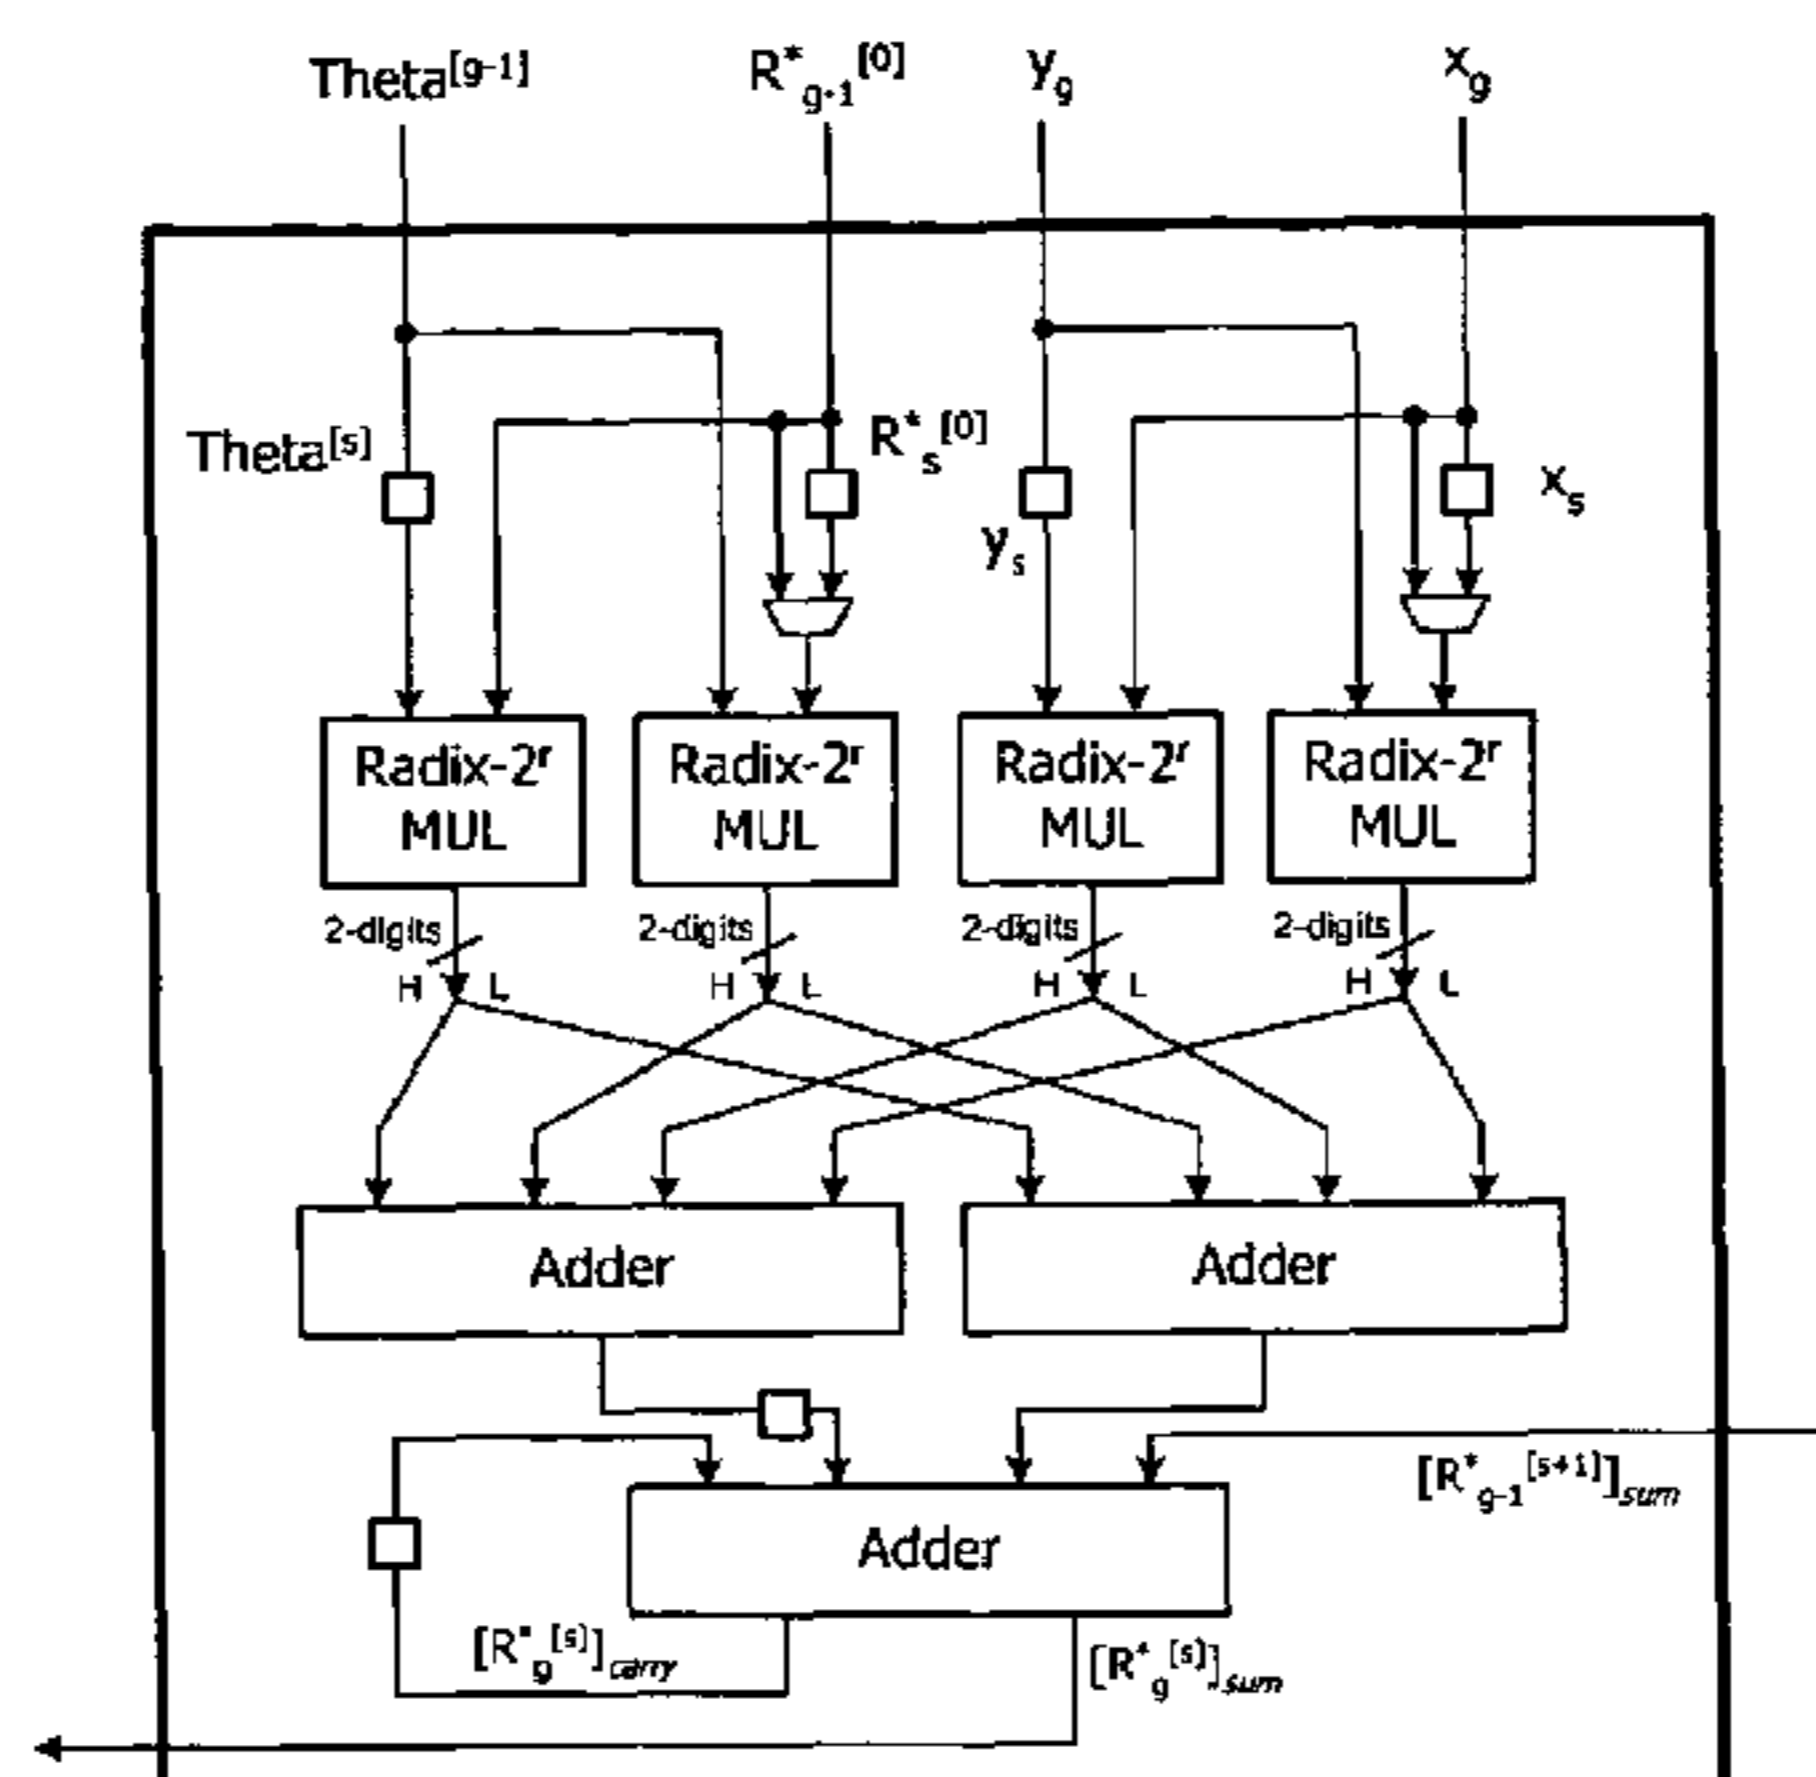 Theta[g-1] R*g-1[0] yg xg
Theta[s] R*s[0] ys xs
Radix-2r MUL
Radix-2r MUL
Radix-2r MUL
Radix-2r MUL
2-digits 2-digits 2-digits 2-digits
H L H L H L H L
Adder Adder
[R*g-1[s+1]]sum
Adder
[R*g[s]]carry [R*g[s]]sum